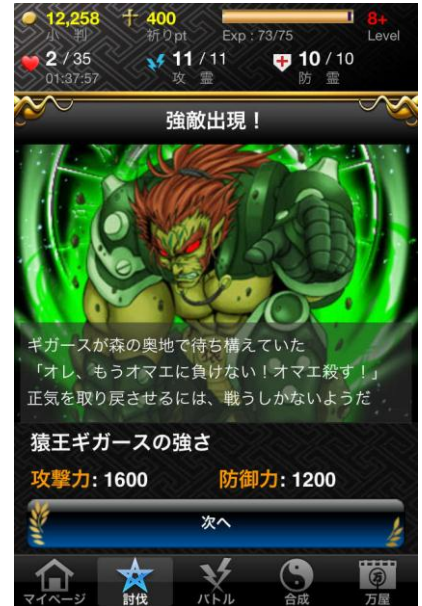 12,258 400 Exp : 73/75 8+
小 判 祈りpt Level
2 / 35 11 / 11 10 / 10
01:37:57 攻 霊 防 霊
強敵出現！
ギガースが森の奥地で待ち構えていた
「オレ、もうオマエに負けない！オマエ殺す！」
正気を取り戻させるには、戦うしかないようだ
猿王ギガースの強さ
攻撃力: 1600 防御力: 1200
次へ
万
マイページ 討伐 バトル 合成 万屋